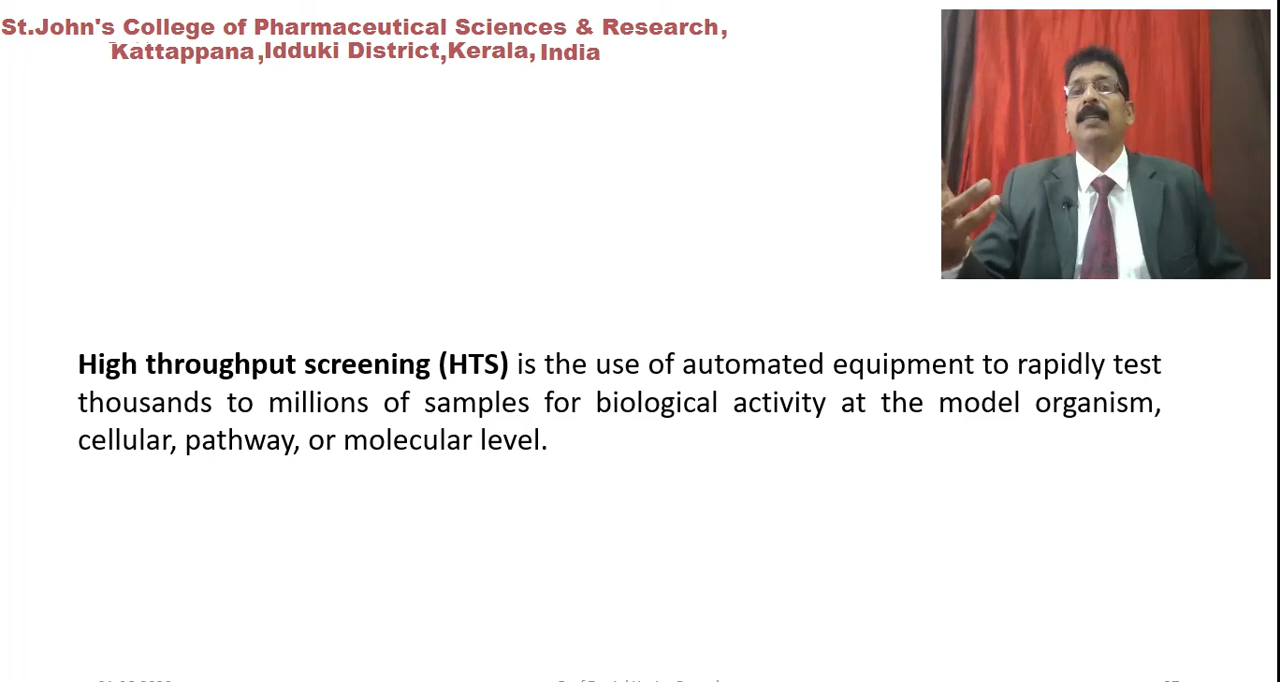 St.John's College of Pharmaceutical Sciences & Research,
Kattappana,Idduki District,Kerala, India
High throughput screening (HTS) is the use of automated equipment to rapidly test
thousands to millions of samples for biological activity at the model organism,
cellular, pathway, or molecular level.